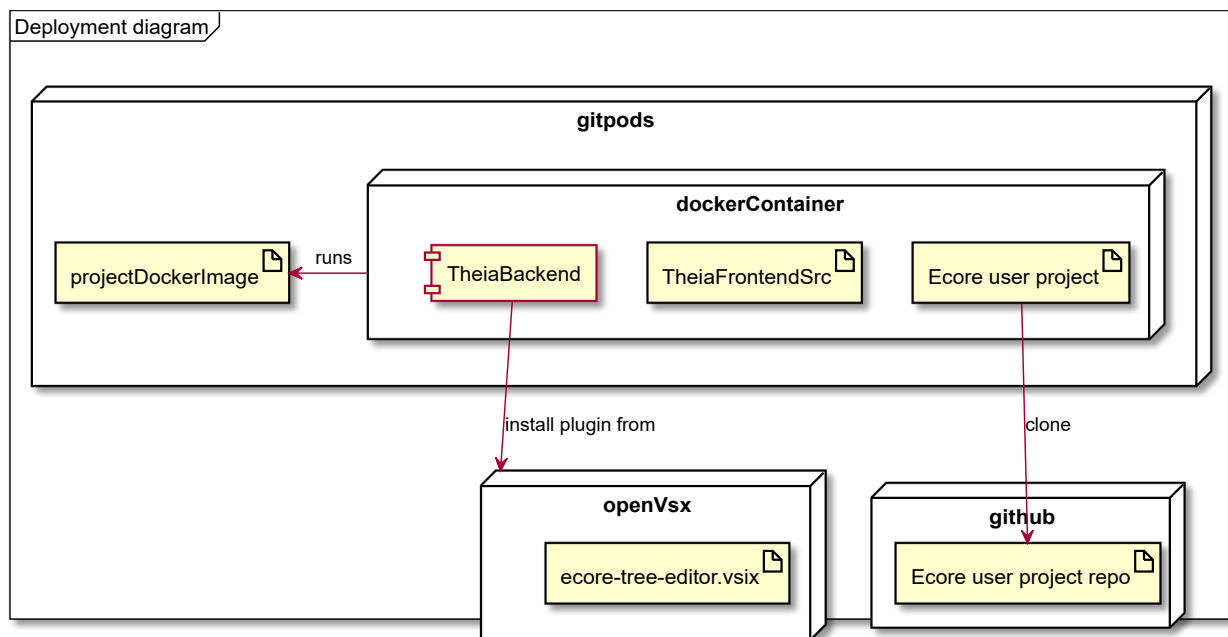 Deployment diagram
gitpods
dockerContainer
projectDockerImage
runs
TheiaBackend
TheiaFrontendSrc
Ecore user project
install plugin from
clone
openVsx
github
ecore-tree-editor.vsix
Ecore user project repo